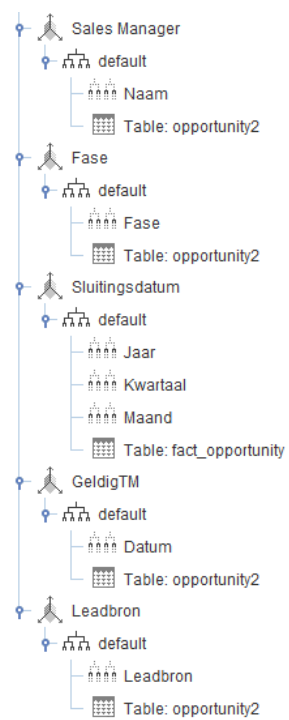 Sales Manager
default
Naam
Table: opportunity2
Fase
default
Fase
Table: opportunity2
Sluitingsdatum
default
Jaar
Kwartaal
Maand
Table: fact_opportunity
GeldigTM
default
Datum
Table: opportunity2
Leadbron
default
Leadbron
Table: opportunity2